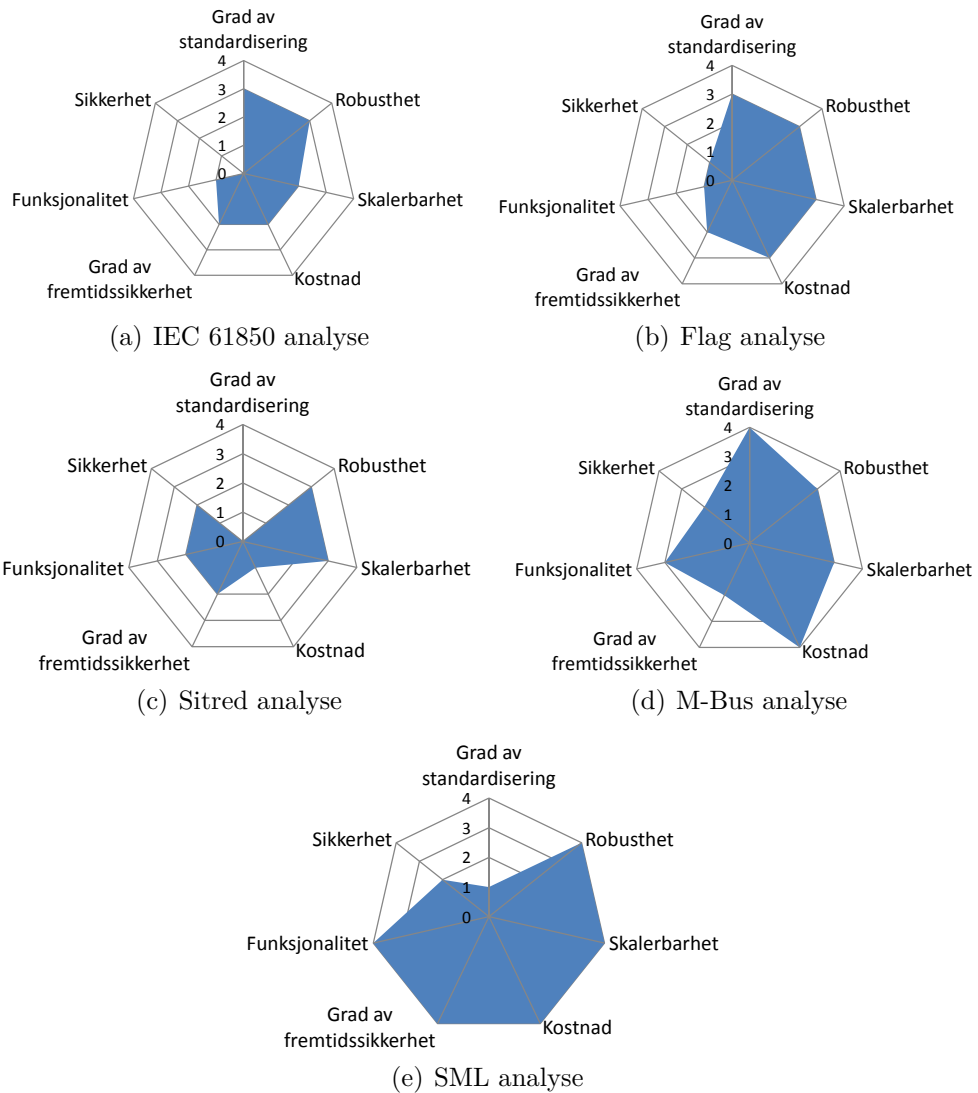 Grad av
standardisering
4
3
2
1
0
Robusthet
Skalerbarhet
Kostnad
Grad av
fremtidssikkerhet
Funksjonalitet
Sikkerhet
(a) IEC 61850 analyse
Grad av
standardisering
4
3
2
1
0
Robusthet
Skalerbarhet
Kostnad
Grad av
fremtidssikkerhet
Funksjonalitet
Sikkerhet
(b) Flag analyse
Grad av
standardisering
4
3
2
1
0
Robusthet
Skalerbarhet
Kostnad
Grad av
fremtidssikkerhet
Funksjonalitet
Sikkerhet
(c) Sitred analyse
Grad av
standardisering
4
3
2
1
0
Robusthet
Skalerbarhet
Kostnad
Grad av
fremtidssikkerhet
Funksjonalitet
Sikkerhet
(d) M-Bus analyse
Grad av
standardisering
4
3
2
1
0
Robusthet
Skalerbarhet
Kostnad
Grad av
fremtidssikkerhet
Funksjonalitet
Sikkerhet
(e) SML analyse